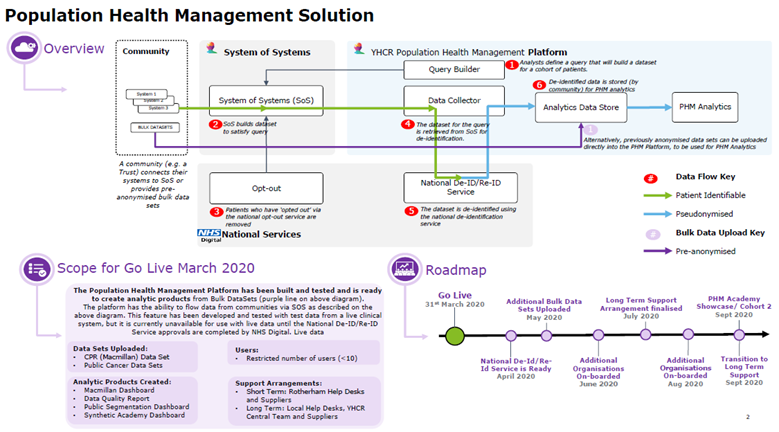 Population Health Management Solution
Overview
Community
System 1
System 2
System 3
BULK DATASETS
A community (e.g. a
Trust) connects their
systems to SoS or
provides pre-
anonymised bulk data
sets
System of Systems
System of Systems (SoS)
2
SoS builds dataset
to satisfy query
Opt-out
3
Patients who have 'opted out' via
the national opt-out service are
removed
NHS
Digital
National Services
YHCR Population Health Management Platform
Query Builder
1
Analysts define a query that will build a dataset
for a cohort of patients.
Data Collector
4
The dataset for the query
is retrieved from SoS for
de-identification.
National De-ID/Re-ID
Service
5
The dataset is de-identified using
the national de-identification
service
6
De-identified data is stored (by
community) for PHM analytics
Analytics Data Store
PHM Analytics
Alternatively, previously anonymised data sets can be uploaded
directly into the PHM Platform, to be used for PHM Analytics
#
Data Flow Key
Patient Identifiable
Pseudonymised
#
Bulk Data Upload Key
Pre-anonymised
Scope for Go Live March 2020
The Population Health Management Platform has been built and tested and is ready
to create analytic products from Bulk DataSets (purple line on above diagram).
The platform has the ability to flow data from communities via SOS as described on the
above diagram. This feature has been developed and tested with test data from a live clinical
system, but it is currently unavailable for use with live data until the National De-ID/Re-ID
Service approvals are completed by NHS Digital. Live data
Data Sets Uploaded:
• CPR (Macmillan) Data Set
• Public Cancer Data Sets
Users:
• Restricted number of users (<10)
Analytic Products Created:
• Macmillan Dashboard
• Data Quality Report
• Public Segmentation Dashboard
• Synthetic Academy Dashboard
Support Arrangements:
• Short Term: Rotherham Help Desks
and Suppliers
• Long Term: Local Help Desks, YHCR
Central Team and Suppliers
Roadmap
Go Live
31st March 2020
Additional Bulk Data
Sets Uploaded
May 2020
Long Term Support
Arrangement finalised
July 2020
PHM Academy
Showcase/ Cohort 2
Sept 2020
National De-Id/Re-
Id Service is Ready
April 2020
Additional
Organisations
On-boarded
June 2020
Additional
Organisations
On-boarded
Aug 2020
Transition to
Long Term
Support
Sept 2020
2